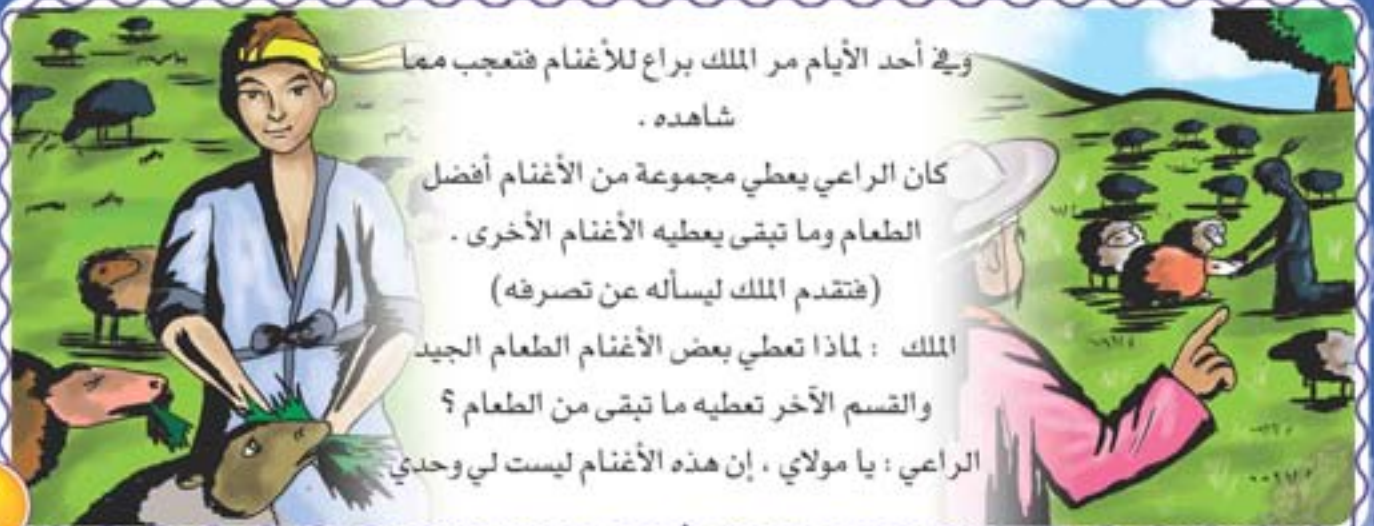 وفي أحد الأيام مر الملك براع للأغنام فتعجب مما
شاهده .
كان الراعي يعطي مجموعة من الأغنام أفضل
الطعام وما تبقى يعطيه الأغنام الأخرى .
(فتقدم الملك ليسأله عن تصرفه)
الملك : لماذا تعطي بعض الأغنام الطعام الجيد
والقسم الآخر تعطيه ما تبقى من الطعام ؟
الراعي : يا مولاي ، إن هذه الأغنام ليست لي وحدي